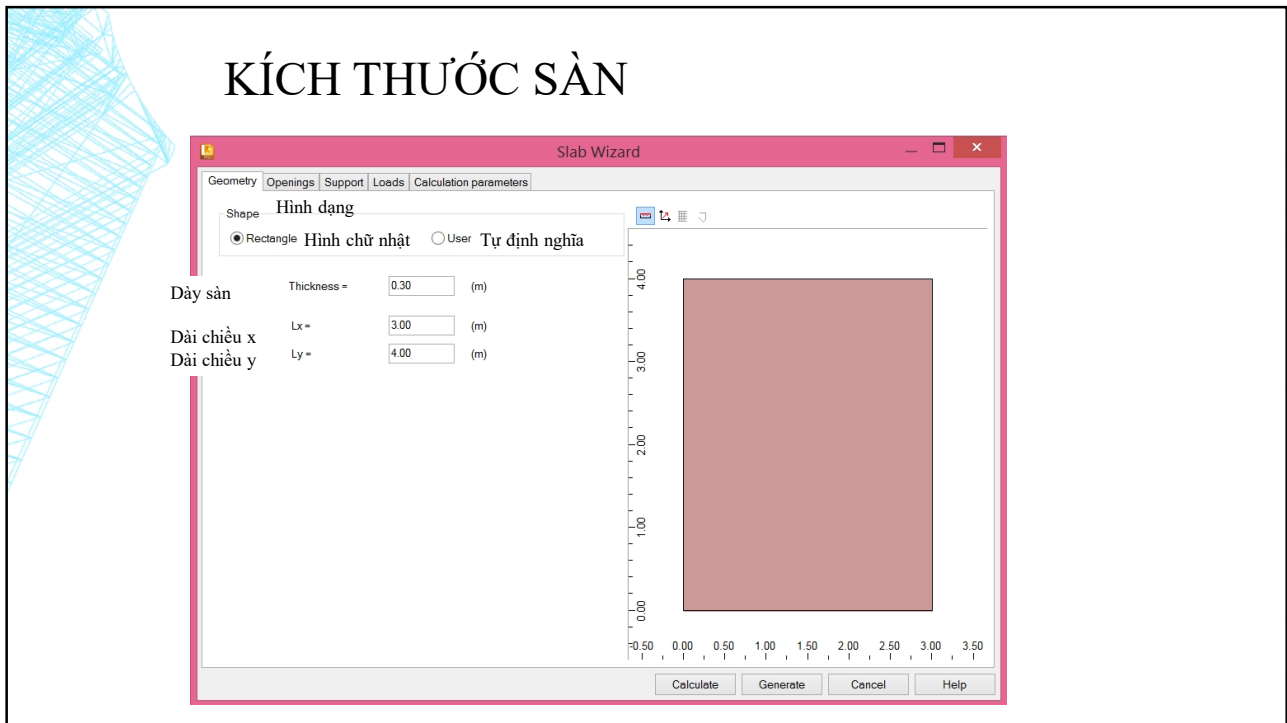 KÍCH THƯỚC SÀN
Slab Wizard
Geometry Openings Support Loads Calculation parameters
Shape Hình dạng
Rectangle Hình chữ nhật User Tự định nghĩa
Dày sàn Thickness = 0.30 (m)
Dài chiều x Lx = 3.00 (m)
Dài chiều y Ly = 4.00 (m)
4.00
3.00
2.00
1.00
0.00
-0.50 0.00 0.50 1.00 1.50 2.00 2.50 3.00 3.50
Calculate Generate Cancel Help